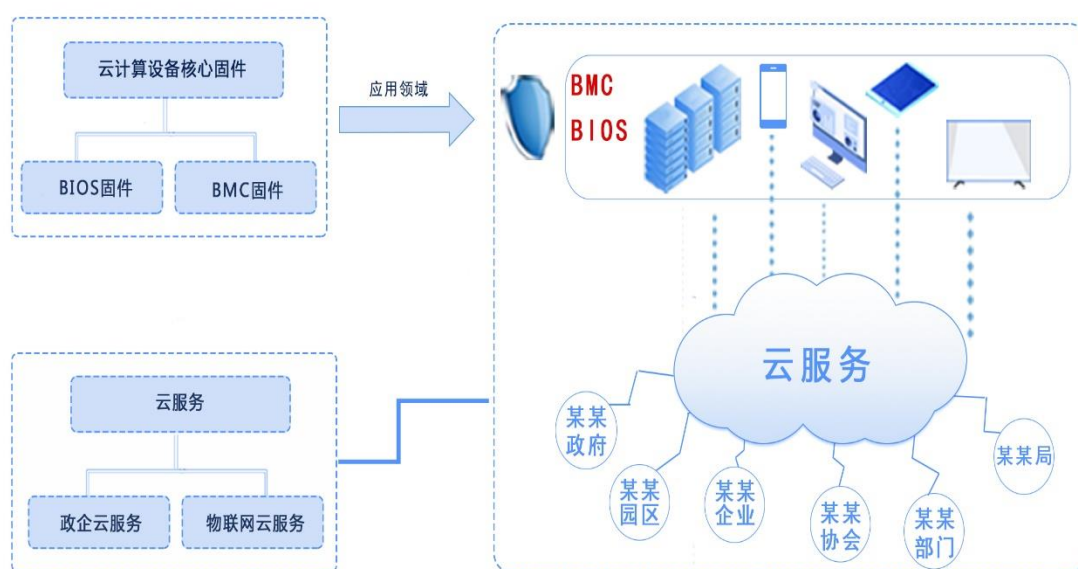 云计算设备核心固件
BIOS固件
BMC固件
应用领域
BMC
BIOS
云服务
政企云服务
物联网云服务
云服务
某某
政府
某某
园区
某某
企业
某某
协会
某某
部门
某某局